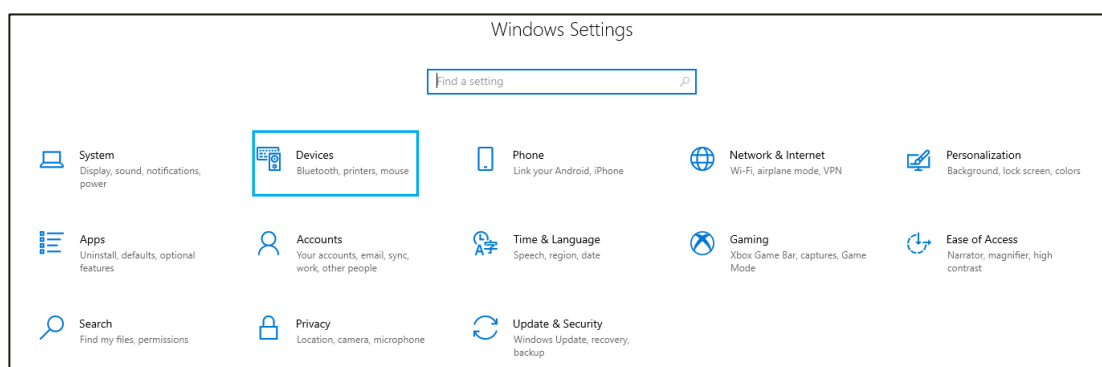 Windows Settings
Find a setting
System
Display, sound, notifications,
power
Devices
Bluetooth, printers, mouse
Phone
Link your Android, iPhone
Network & Internet
Wi-Fi, airplane mode, VPN
Personalization
Background, lock screen, colors
Apps
Uninstall, defaults, optional
features
Accounts
Your accounts, email, sync,
work, other people
Time & Language
Speech, region, date
Gaming
Xbox Game Bar, captures, Game
Mode
Ease of Access
Narrator, magnifier, high
contrast
Search
Find my files, permissions
Privacy
Location, camera, microphone
Update & Security
Windows Update, recovery,
backup